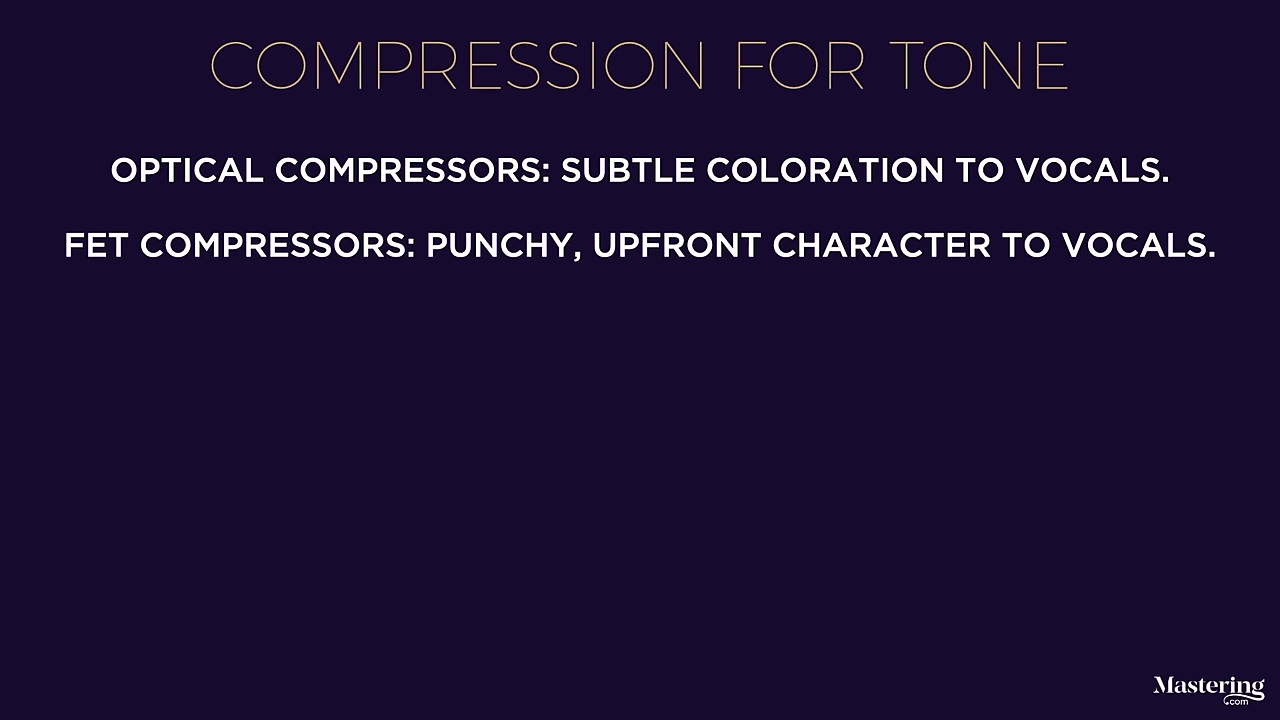 COMPRESSION FOR TONE
OPTICAL COMPRESSORS: SUBTLE COLORATION TO VOCALS.
FET COMPRESSORS: PUNCHY, UPFRONT CHARACTER TO VOCALS.
Mastering
.com